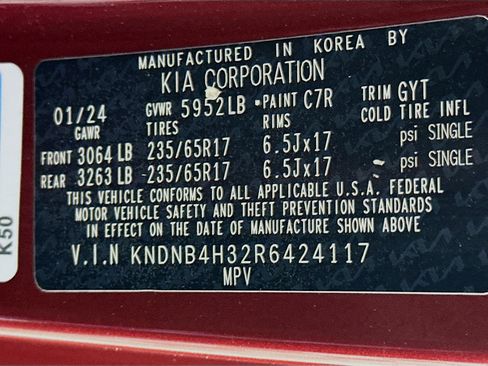 MANUFACTURED IN KOREA BY
KIA CORPORATION
01/24 GVWR 5952LB PAINT C7R TRIM GYT
GAWR TIRES RIMS COLD TIRE INFL
FRONT 3064 LB 235/65R17 6.5Jx17 psi SINGLE
REAR 3263 LB 235/65R17 6.5Jx17 psi SINGLE
THIS VEHICLE CONFORMS TO ALL APPLICABLE U.S.A. FEDERAL
MOTOR VEHICLE SAFETY AND THEFT PREVENTION STANDARDS
IN EFFECT ON THE DATE OF MANUFACTURE SHOWN ABOVE
V.I.N KNDNB4H32R6424117
MPV
K50